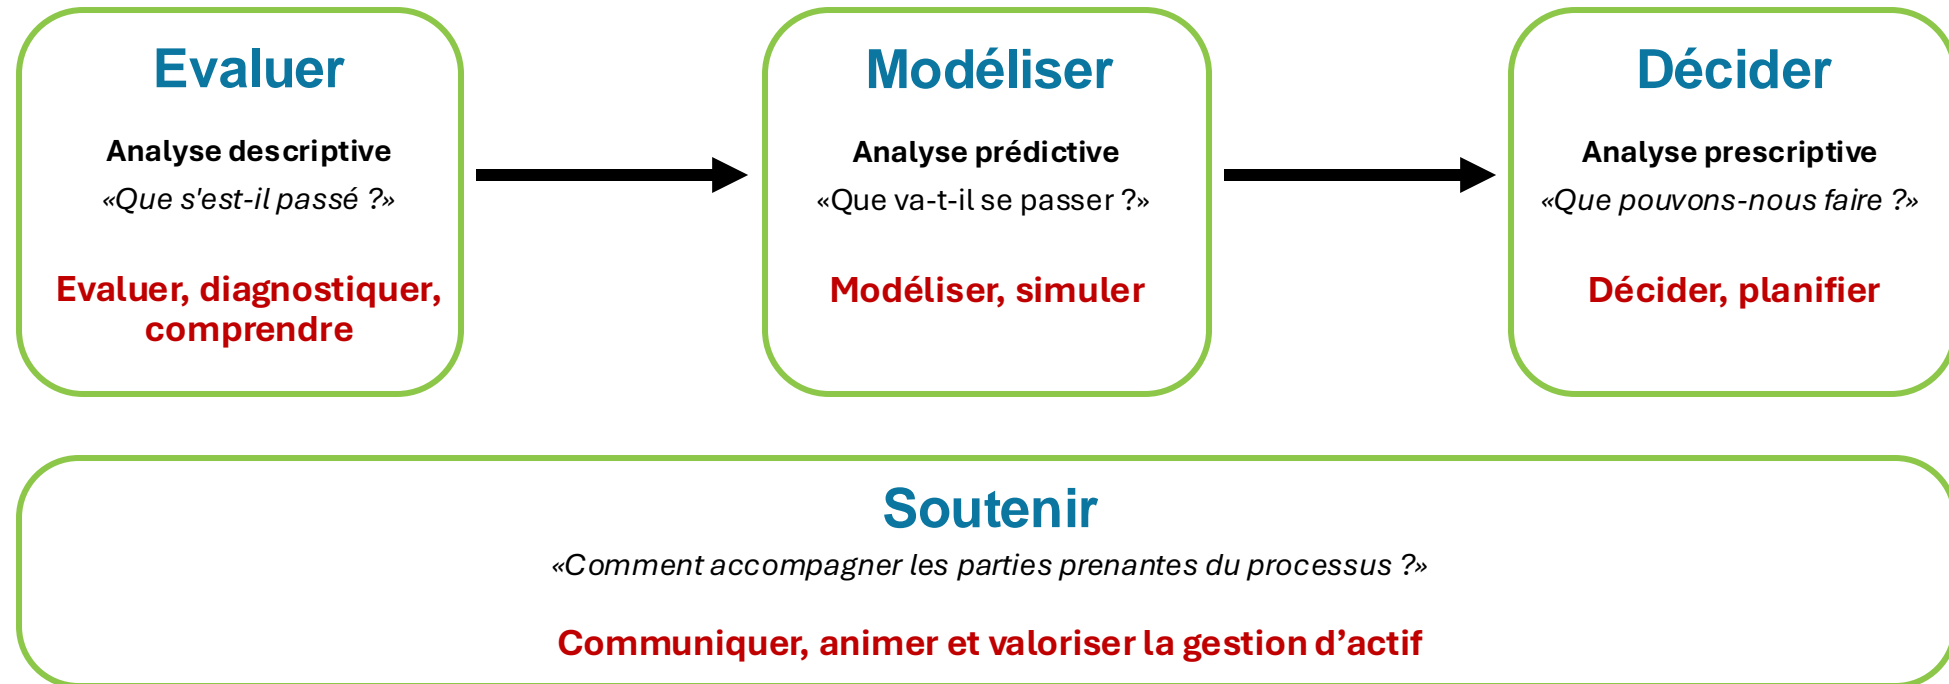 Evaluer
Analyse descriptive
«Que s'est-il passé ?»
Evaluer, diagnostiquer,
comprendre
Modéliser
Analyse prédictive
«Que va-t-il se passer ?»
Modéliser, simuler
Décider
Analyse prescriptive
«Que pouvons-nous faire ?»
Décider, planifier
Soutenir
«Comment accompagner les parties prenantes du processus ?»
Communiquer, animer et valoriser la gestion d’actif